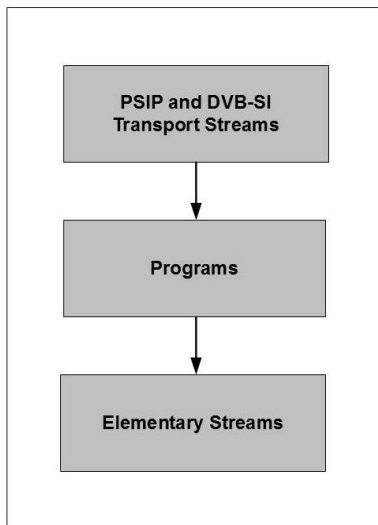 PSIP and DVB-SI
Transport Streams
Programs
Elementary Streams